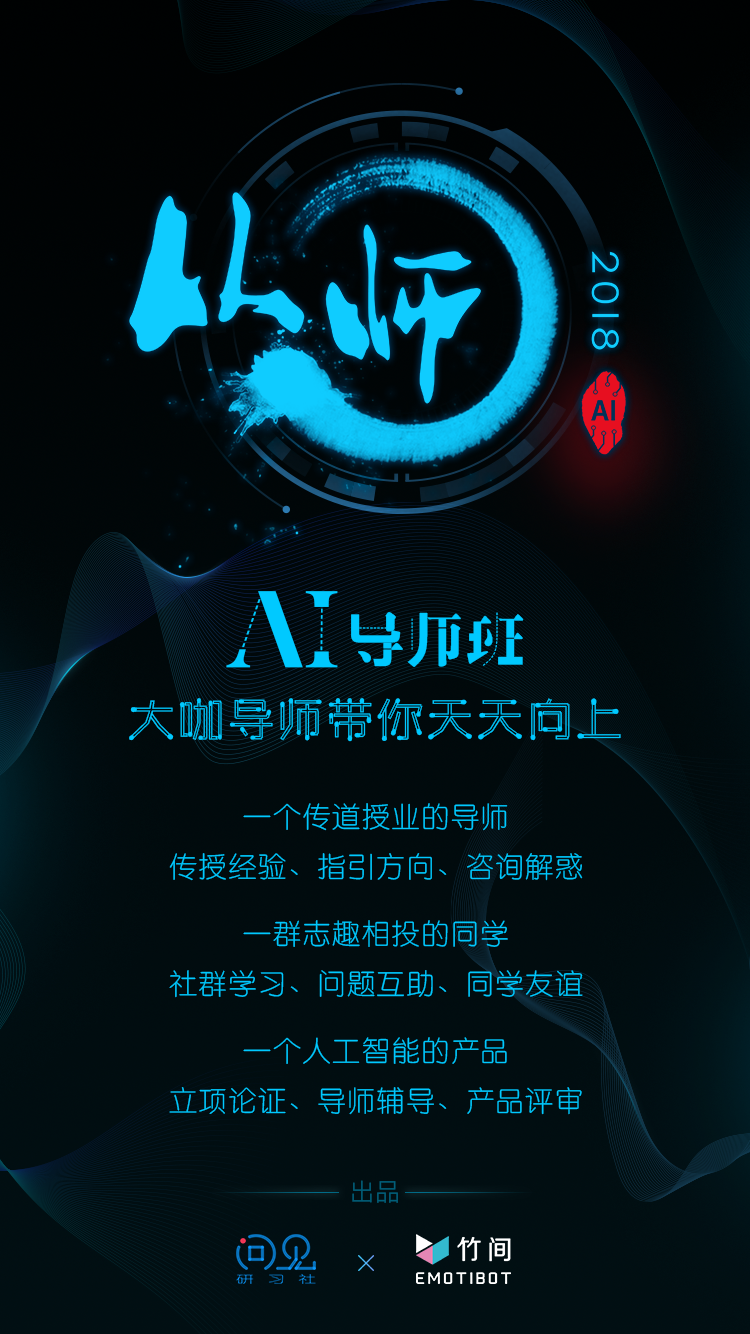 从师
2018
AI
AI导师班
大咖导师带你天天向上
一个传道授业的导师
传授经验、指引方向、咨询解惑
一群志趣相投的同学
社群学习、问题互助、同学友谊
一个人工智能的产品
立项论证、导师辅导、产品评审
出品
问见
研习社
×
竹间
EMOTIBOT